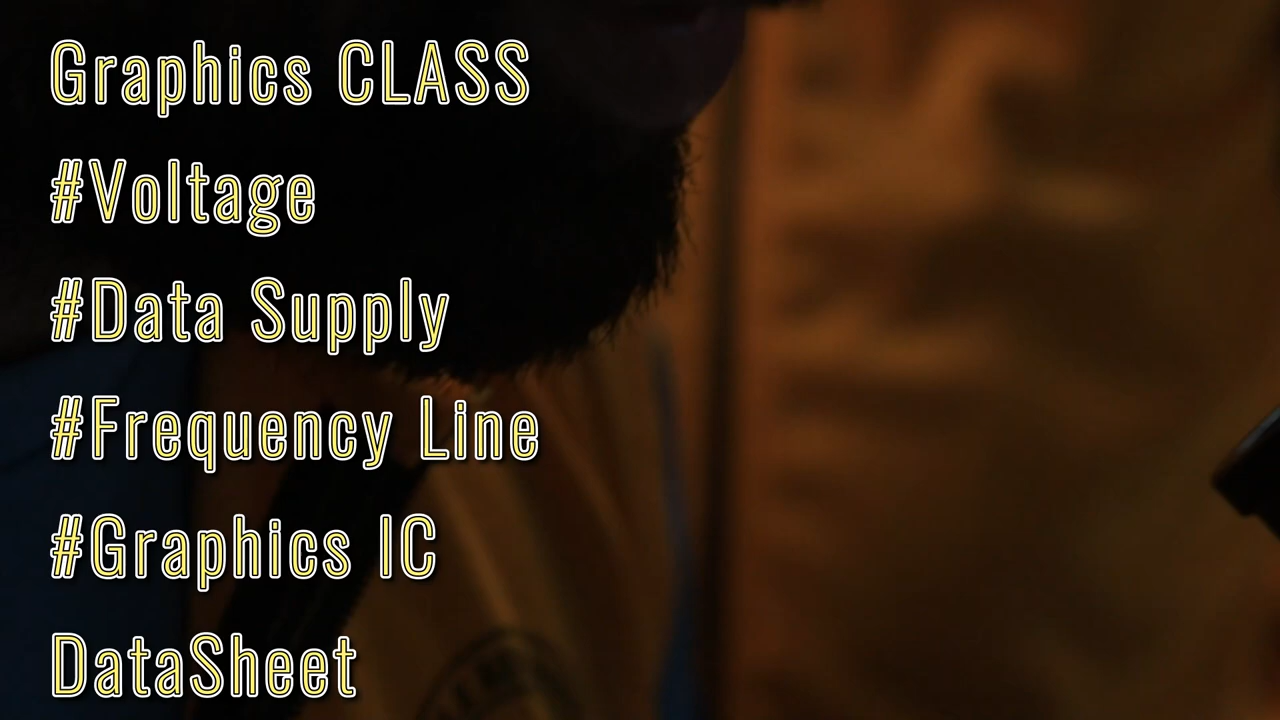 Graphics CLASS
#Voltage
#Data Supply
#Frequency Line
#Graphics IC
DataSheet